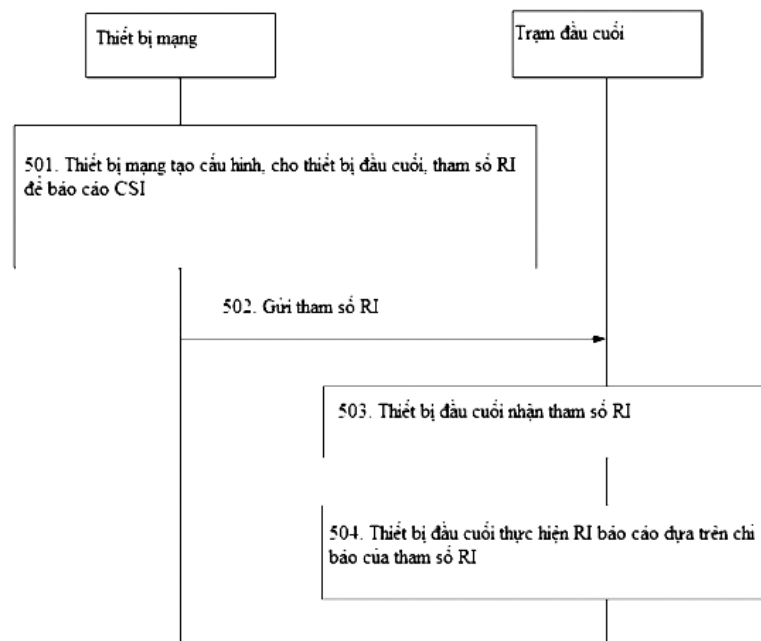 Thiết bị mạng
Trạm đầu cuối
501. Thiết bị mạng tạo cấu hình, cho thiết bị đầu cuối, tham số RI
để báo cáo CSI
502. Gửi tham số RI
503. Thiết bị đầu cuối nhận tham số RI
504. Thiết bị đầu cuối thực hiện RI báo cáo dựa trên chỉ
báo của tham số RI